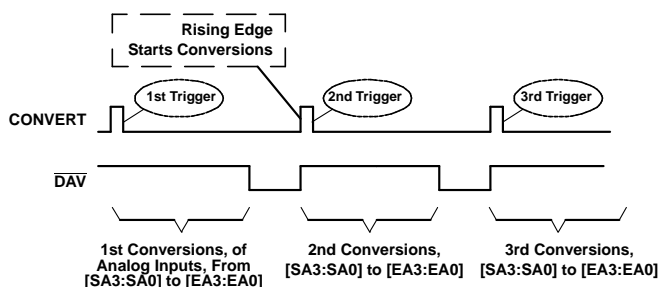 Rising Edge
Starts Conversions
1st Trigger
2nd Trigger
3rd Trigger
CONVERT
DAV
1st Conversions, of
Analog Inputs, From
[SA3:SA0] to [EA3:EA0]
2nd Conversions,
[SA3:SA0] to [EA3:EA0]
3rd Conversions,
[SA3:SA0] to [EA3:EA0]